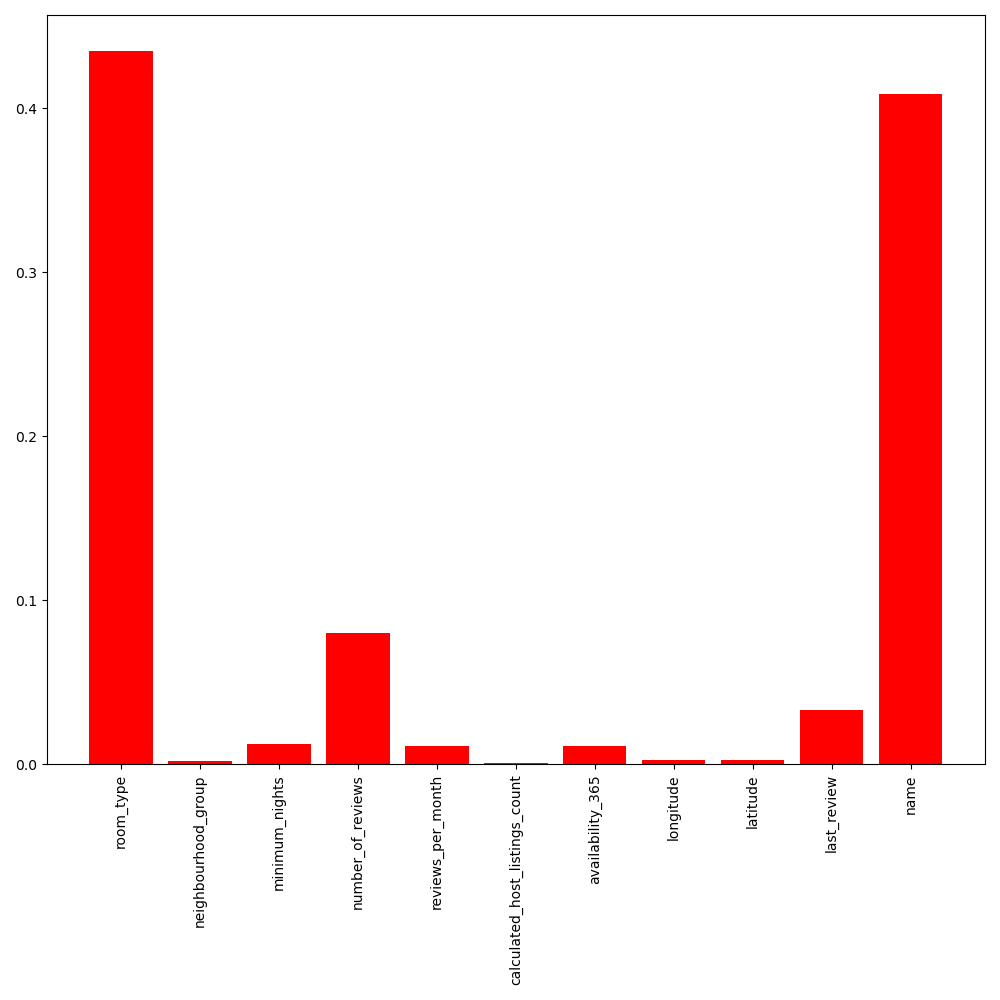 0.4
0.3
0.2
0.1
0.0
room_type
neighbourhood_group
minimum_nights
number_of_reviews
reviews_per_month
calculated_host_listings_count
availability_365
longitude
latitude
last_review
name